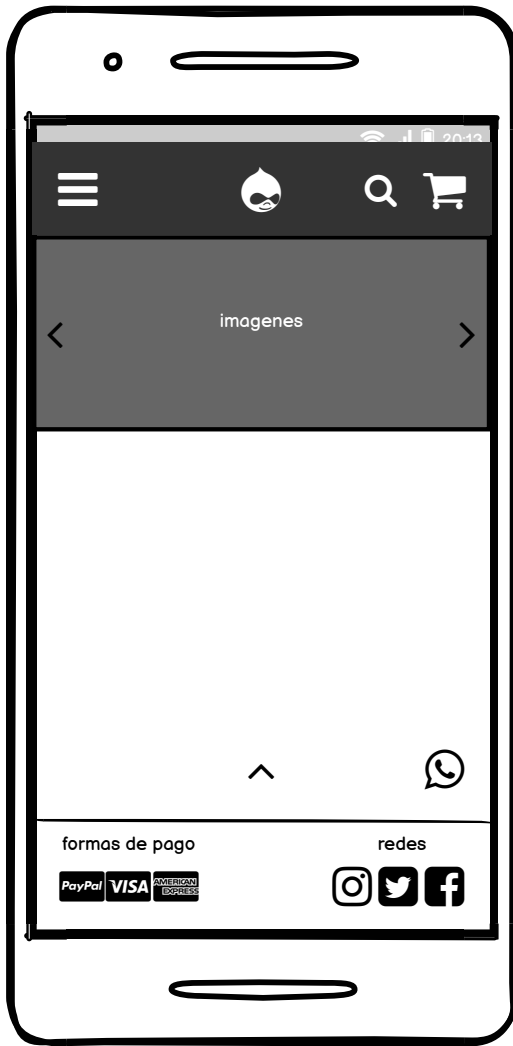 20:13
imagenes
formas de pago
redes
PayPal VISA AMERICAN EXPRESS